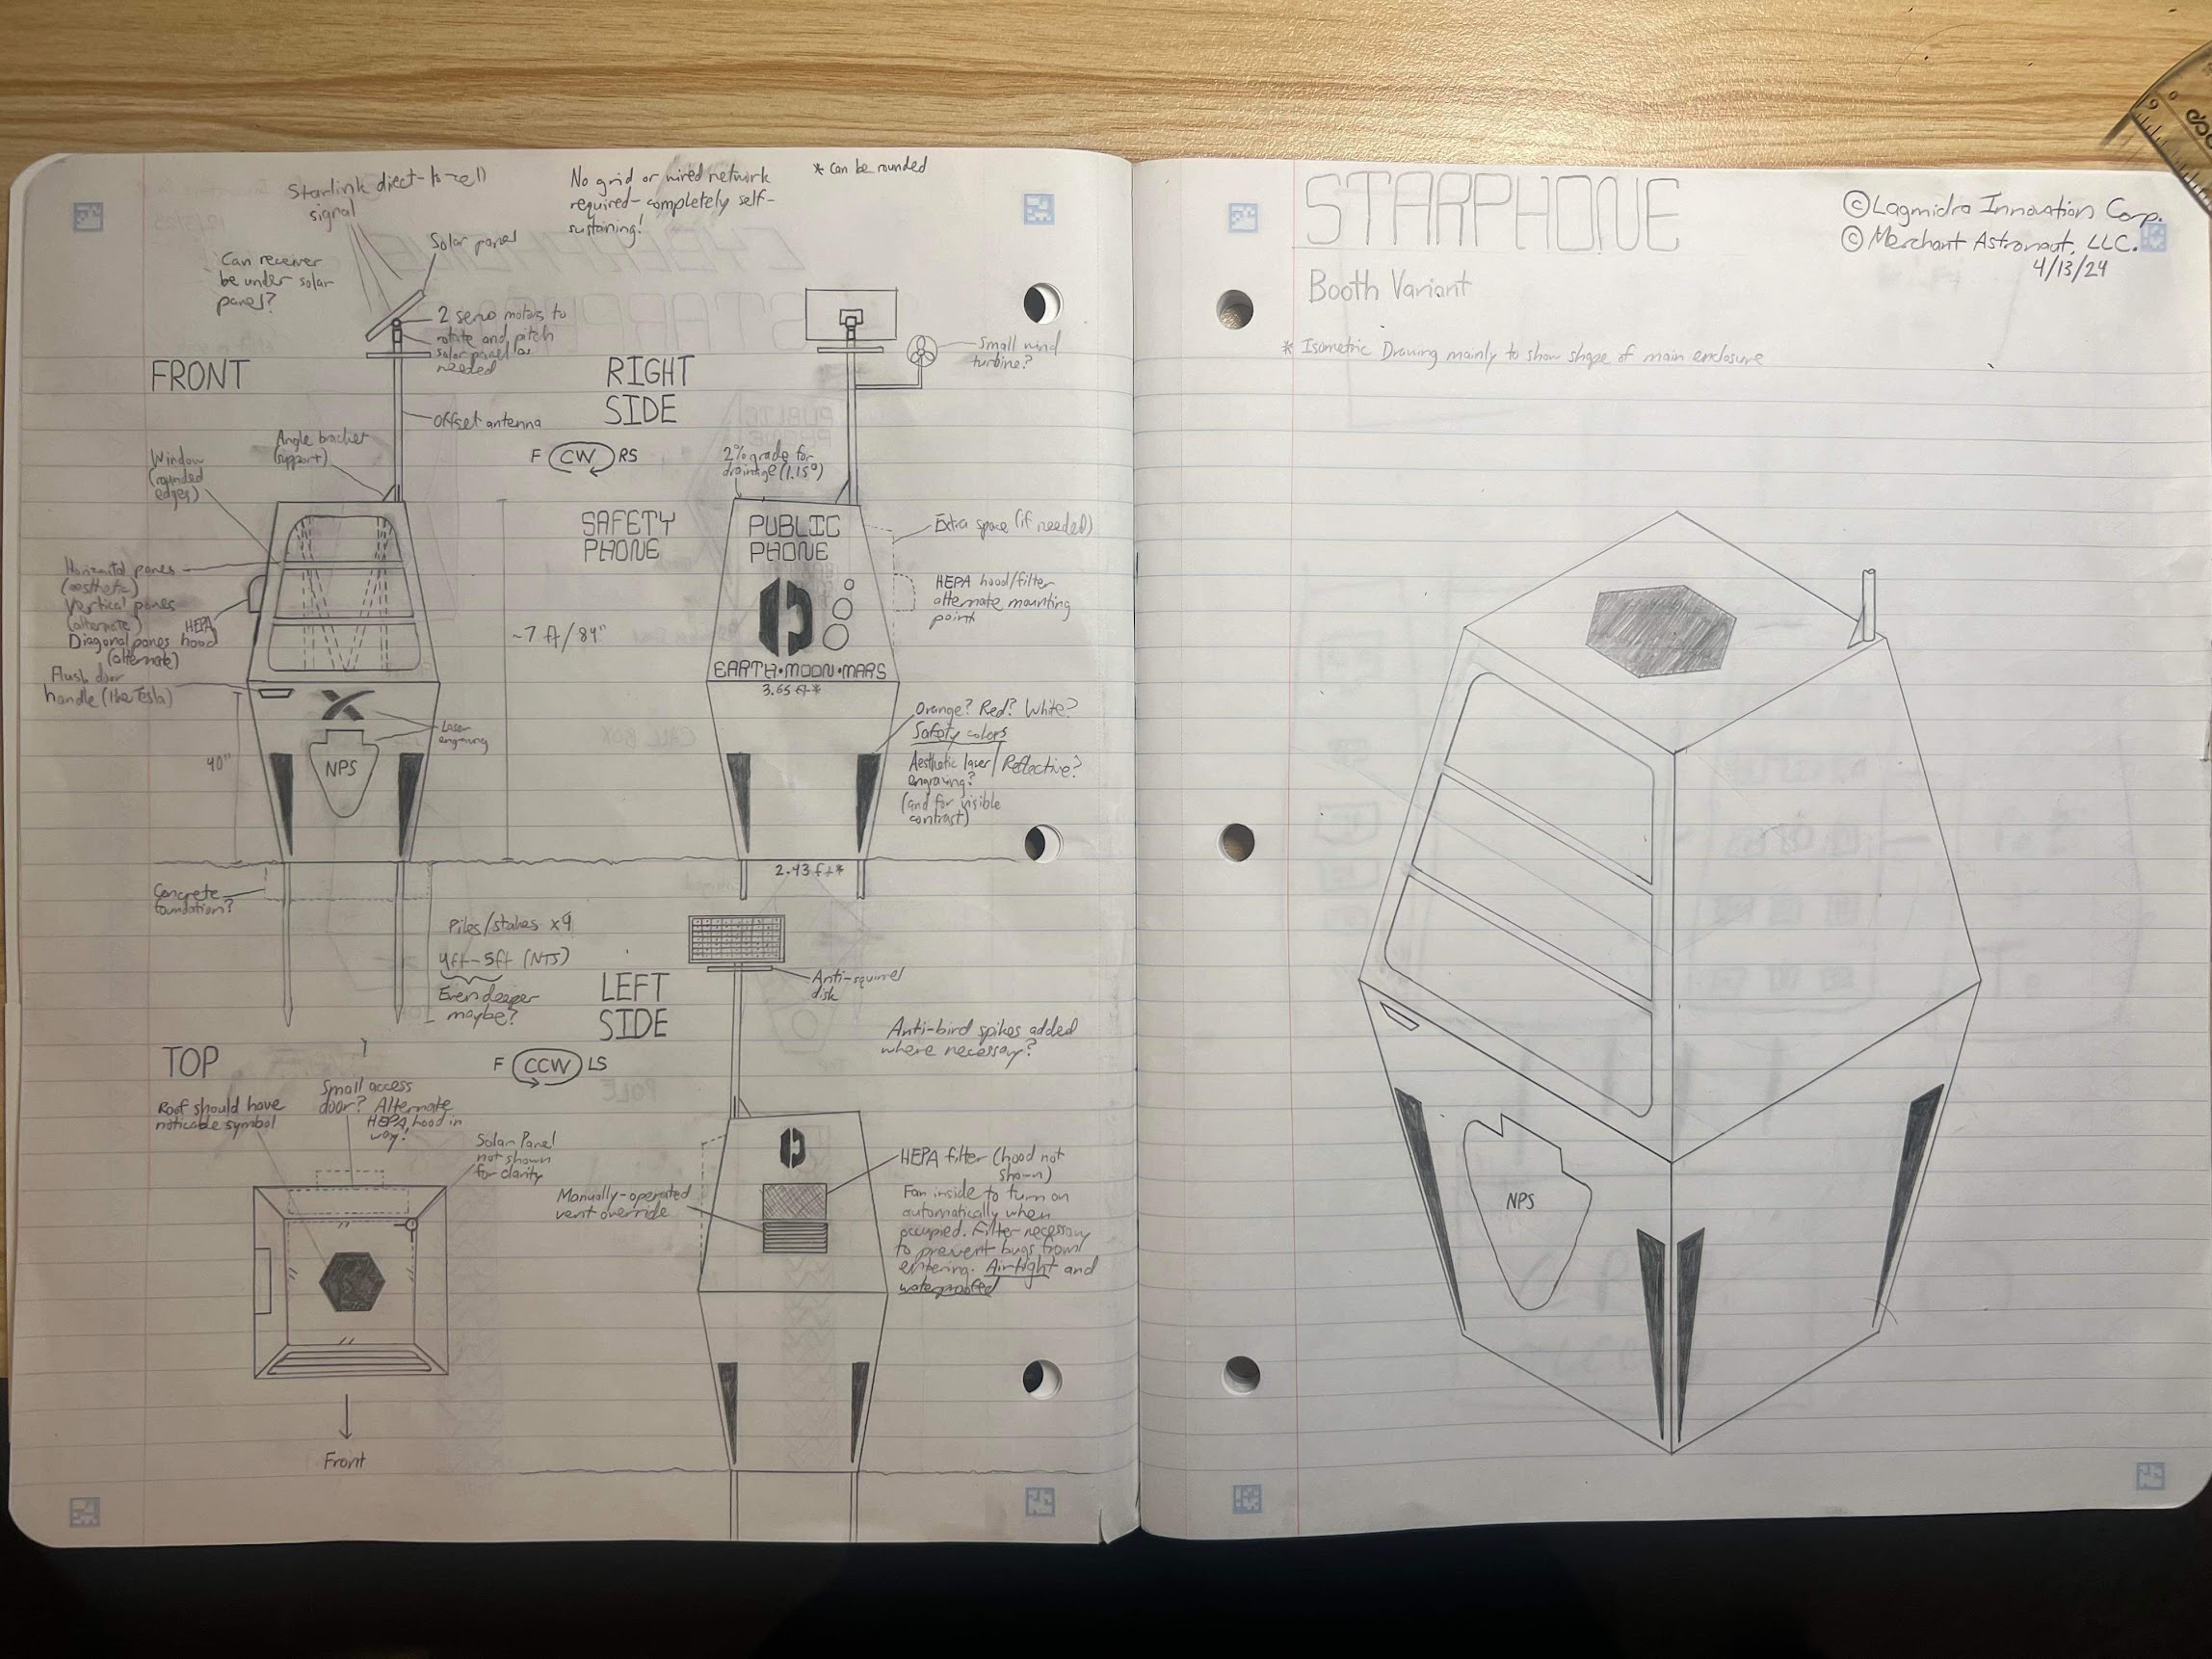 Starlink direct-to-cell
signal
No grid or wired network
required- completely self-
sustaining!
* Can be rounded
Can receiver
be under solar
panel?
Solar panel
2 servo motors to
rotate and pitch
solar panel as
needed
Small wind
turbine?
FRONT
RIGHT
SIDE
Offset antenna
Angle bracket
(support)
F CW RS
2% grade for
drainage (1.15°)
Window
(rounded
edges)
SAFETY
PHONE
PUBLIC
PHONE
Extra space (if needed)
Horizontal panes
(aesthetic)
Vertical panes
(alternate)
Diagonal panes
(alternate)
HEPA
hood
~7 ft/84"
HEPA hood/filter
alternate mounting
point
EARTH•MOON•MARS
3.65 ft*
Flush door
handle (like Tesla)
Laser
engraving
40"
NPS
Orange? Red? White?
Safety colors
Aesthetic laser
engraving?
(and for visible
contrast)
Reflective?
2.43 ft*
Concrete
foundation?
Piles/stakes x4
4ft-5ft (NTS)
Even deeper
maybe?
LEFT
SIDE
Anti-squirrel
disk
Anti-bird spikes added
where necessary?
TOP
F CCW LS
Roof should have
noticable symbol
Small access
door? Alternate
HEPA hood in
way!
Solar Panel
not shown
for clarity
Manually-operated
vent override
HEPA filter (hood not
shown)
Fan inside to turn on
automatically when
occupied. Filter necessary
to prevent bugs from
entering. Airtight and
waterproofed
Front
STARPHONE
Booth Variant
© Lagmidro Innovation Corp.
© Merchant Astronaut, LLC.
4/13/24
* Isometric Drawing mainly to show shape of main enclosure
NPS